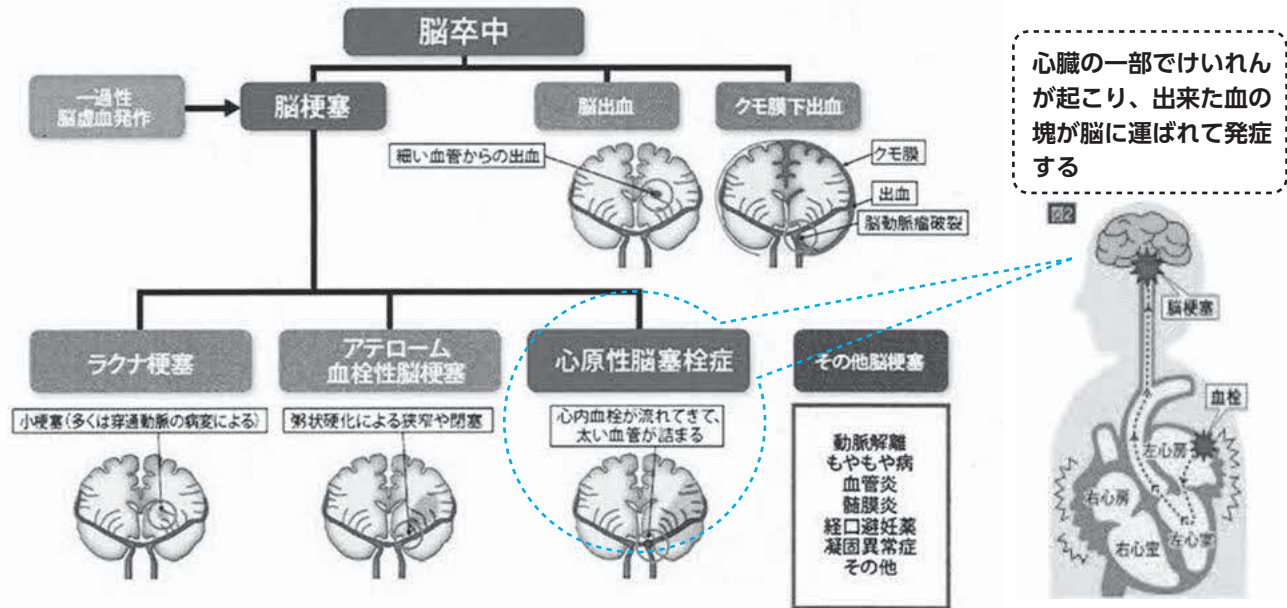 脳卒中
一過性
脳虚血発作
脳梗塞
脳出血
クモ膜下出血
細い血管からの出血
クモ膜
出血
脳動脈瘤破裂
ラクナ梗塞
アテローム
血栓性脳梗塞
心原性脳塞栓症
その他脳梗塞
小梗塞(多くは穿通動脈の病変による)
粥状硬化による狭窄や閉塞
心内血栓が流れてきて、
太い血管が詰まる
動脈解離
もやもや病
血管炎
髄膜炎
経口避妊薬
凝固異常症
その他
心臓の一部でけいれん
が起こり、出来た血の
塊が脳に運ばれて発症
する
図2
脳梗塞
血栓
左心房
右心房
左心室
右心室